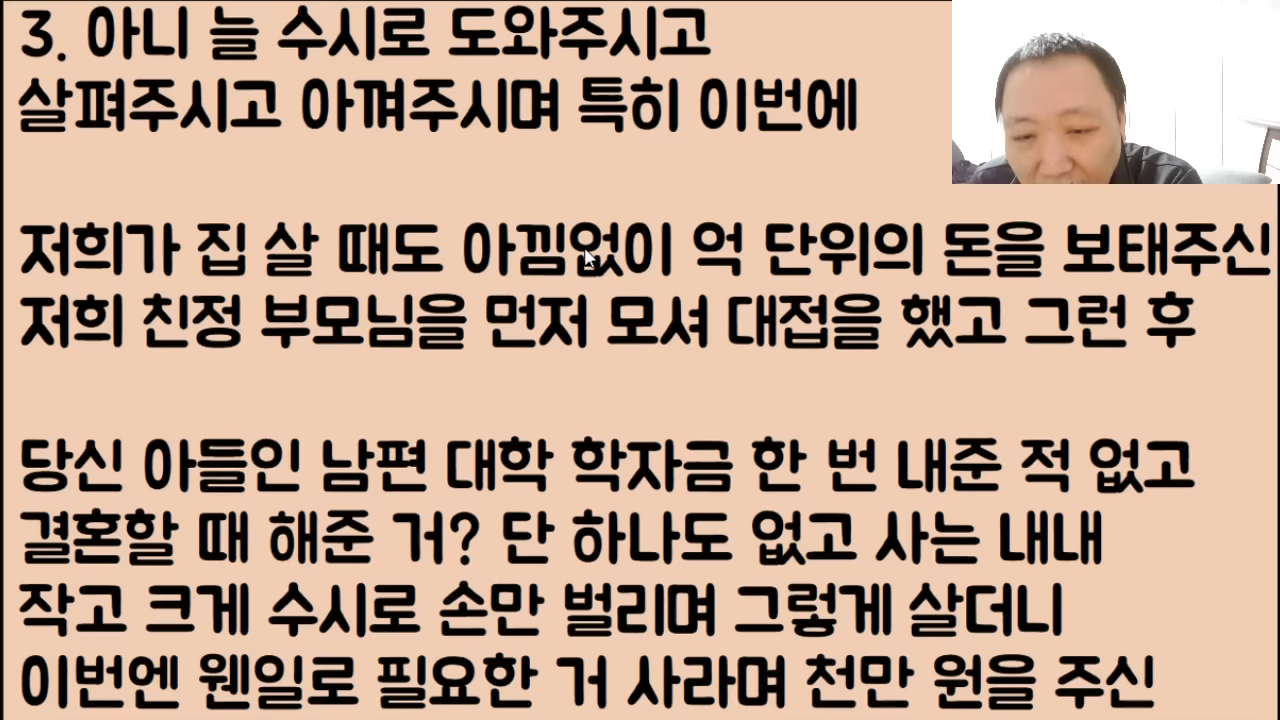 3. 아니 늘 수시로 도와주시고
살펴주시고 아껴주시며 특히 이번에
저희가 집 살 때도 아낌없이 억 단위의 돈을 보태주신
저희 친정 부모님을 먼저 모셔 대접을 했고 그런 후
당신 아들인 남편 대학 학자금 한 번 내준 적 없고
결혼할 때 해준 거? 단 하나도 없고 사는 내내
작고 크게 수시로 손만 벌리며 그렇게 살더니
이번엔 웬일로 필요한 거 사라며 천만 원을 주신